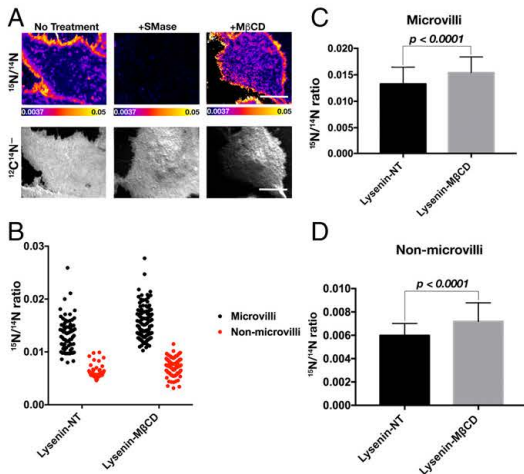 A
No Treatment +SMase +MβCD
¹⁵N/¹⁴N
0.0037 0.05 0.0037 0.05 0.0037 0.05
¹²C¹⁴N–
B
¹⁵N/¹⁴N ratio
0.03
0.02
0.01
0.00
Lysenin-NT
Lysenin-MβCD
Microvilli
Non-microvilli
C
Microvilli
p < 0.0001
¹⁵N/¹⁴N ratio
0.020
0.015
0.010
0.005
0.000
Lysenin-NT
Lysenin-MβCD
D
Non-microvilli
p < 0.0001
¹⁵N/¹⁴N ratio
0.010
0.008
0.006
0.004
0.002
0.000
Lysenin-NT
Lysenin-MβCD